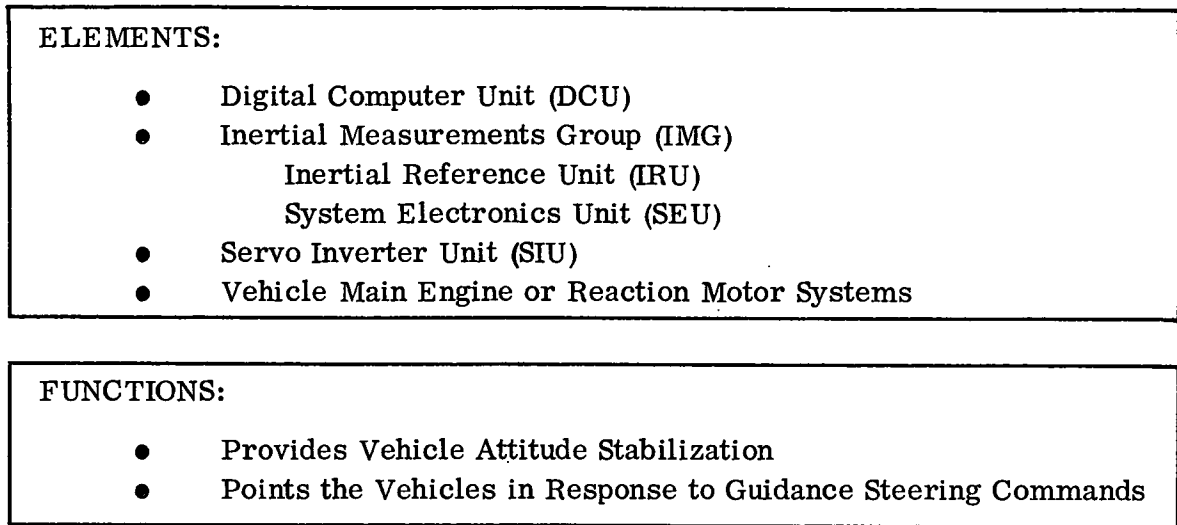 ELEMENTS:
● Digital Computer Unit (DCU)
● Inertial Measurements Group (IMG)
Inertial Reference Unit (IRU)
System Electronics Unit (SEU)
● Servo Inverter Unit (SIU)
● Vehicle Main Engine or Reaction Motor Systems
FUNCTIONS:
● Provides Vehicle Attitude Stabilization
● Points the Vehicles in Response to Guidance Steering Commands